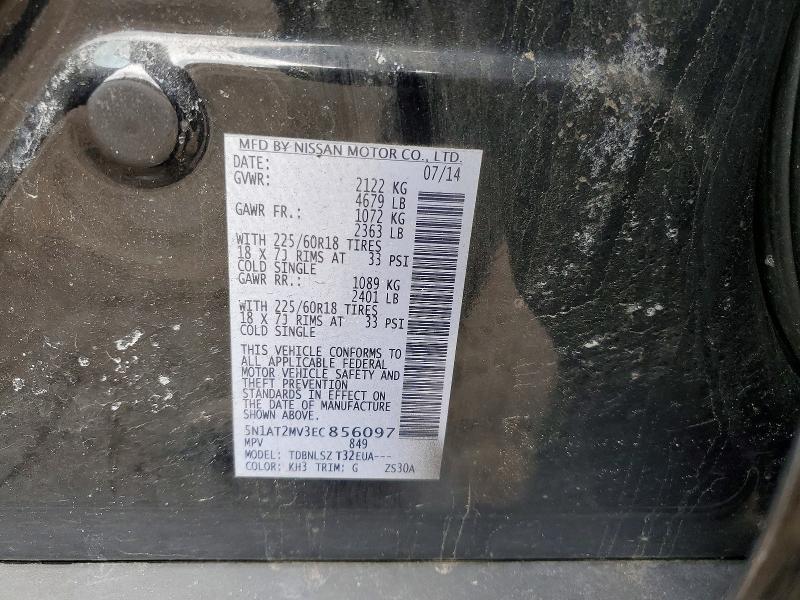 MFD BY NISSAN MOTOR CO., LTD.
DATE: 07/14
GVWR: 2122 KG
4679 LB
GAWR FR.: 1072 KG
2363 LB
WITH 225/60R18 TIRES
18 X 7J RIMS AT 33 PSI
COLD SINGLE
GAWR RR.: 1089 KG
2401 LB
WITH 225/60R18 TIRES
18 X 7J RIMS AT 33 PSI
COLD SINGLE
THIS VEHICLE CONFORMS TO
ALL APPLICABLE FEDERAL
MOTOR VEHICLE SAFETY AND
THEFT PREVENTION
STANDARDS IN EFFECT ON
THE DATE OF MANUFACTURE
SHOWN ABOVE.
5N1AT2MV3EC856097
MPV 849
MODEL: TDBNLSZ T32EUA---
COLOR: KH3 TRIM: G ZS30A